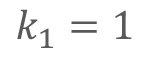 k₁ = 1